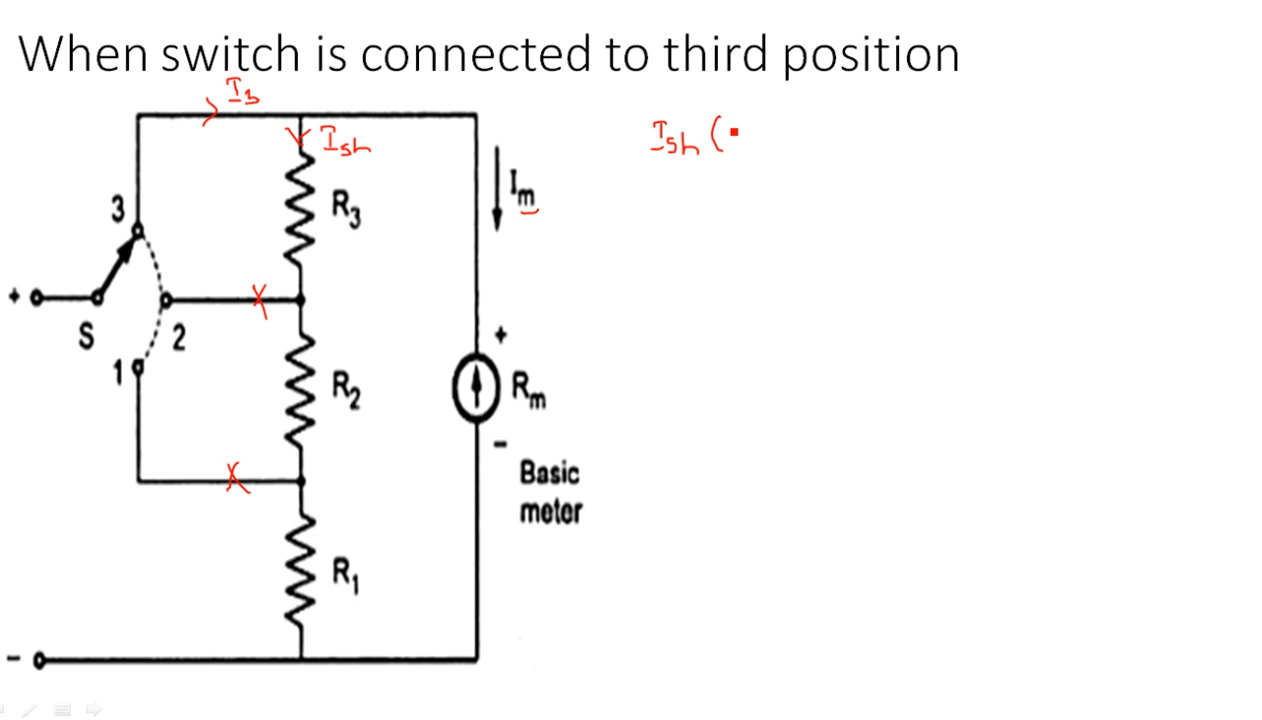 When switch is connected to third position
I3
Ish
Ish (
Im
3
R3
+
S
2
1
+
R2
Rm
-
Basic
meter
R1
-